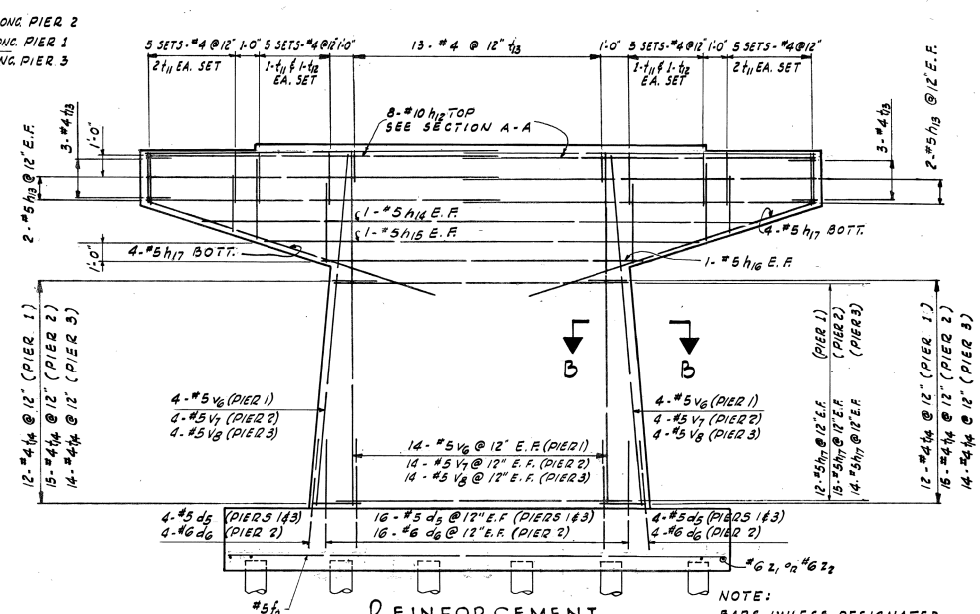 ONC. PIER 2
ONC. PIER 1
NC. PIER 3
5 SETS-#4 @12" 1'-0" 5 SETS-#4@12" 1'-0" 13-#4 @ 12" t13 1'-0" 5 SETS-#4@12" 1'-0" 5 SETS-#4@12"
2 t11 EA. SET 1-t11 & 1-t12 EA. SET 1-t11 & 1-t12 EA. SET 2 t11 EA. SET
2-#5 h13 @ 12" E.F.
3-#4 t13
1'-0"
8-#10 h12 TOP
SEE SECTION A-A
3-#4 t13
2-#5 h13 @ 12" E.F.
1-#5 h14 E.F.
1-#5 h15 E.F.
4-#5 h17 BOTT.
4-#5 h17 BOTT.
1'-0"
1-#5 h16 E.F.
12-#4 t14 @ 12" (PIER 1)
15-#4 t14 @ 12" (PIER 2)
14-#4 t14 @ 12" (PIER 3)
B B
12-#5 h17 @ 12" E.F. (PIER 1)
15-#5 h17 @ 12" E.F. (PIER 2)
14-#5 h17 @ 12" E.F. (PIER 3)
12-#4 t14 @ 12" (PIER 1)
15-#4 t14 @ 12" (PIER 2)
14-#4 t14 @ 12" (PIER 3)
4-#5 v6 (PIER 1)
4-#5 v7 (PIER 2)
4-#5 v8 (PIER 3)
4-#5 v6 (PIER 1)
4-#5 v7 (PIER 2)
4-#5 v8 (PIER 3)
14-#5 v6 @ 12" E.F. (PIER 1)
14-#5 v7 @ 12" E.F. (PIER 2)
14-#5 v8 @ 12" E.F. (PIER 3)
4-#5 d5 (PIERS 1&3) 16-#5 d5 @ 12" E.F. (PIERS 1&3) 4-#5 d5 (PIERS 1&3)
4-#6 d6 (PIER 2) 16-#6 d6 @ 12" E.F. (PIER 2) 4-#6 d6 (PIER 2)
#6 z1 OR #6 z2
#5 f2
REINFORCEMENT
NOTE:
BARS UNLESS DESIGNATED